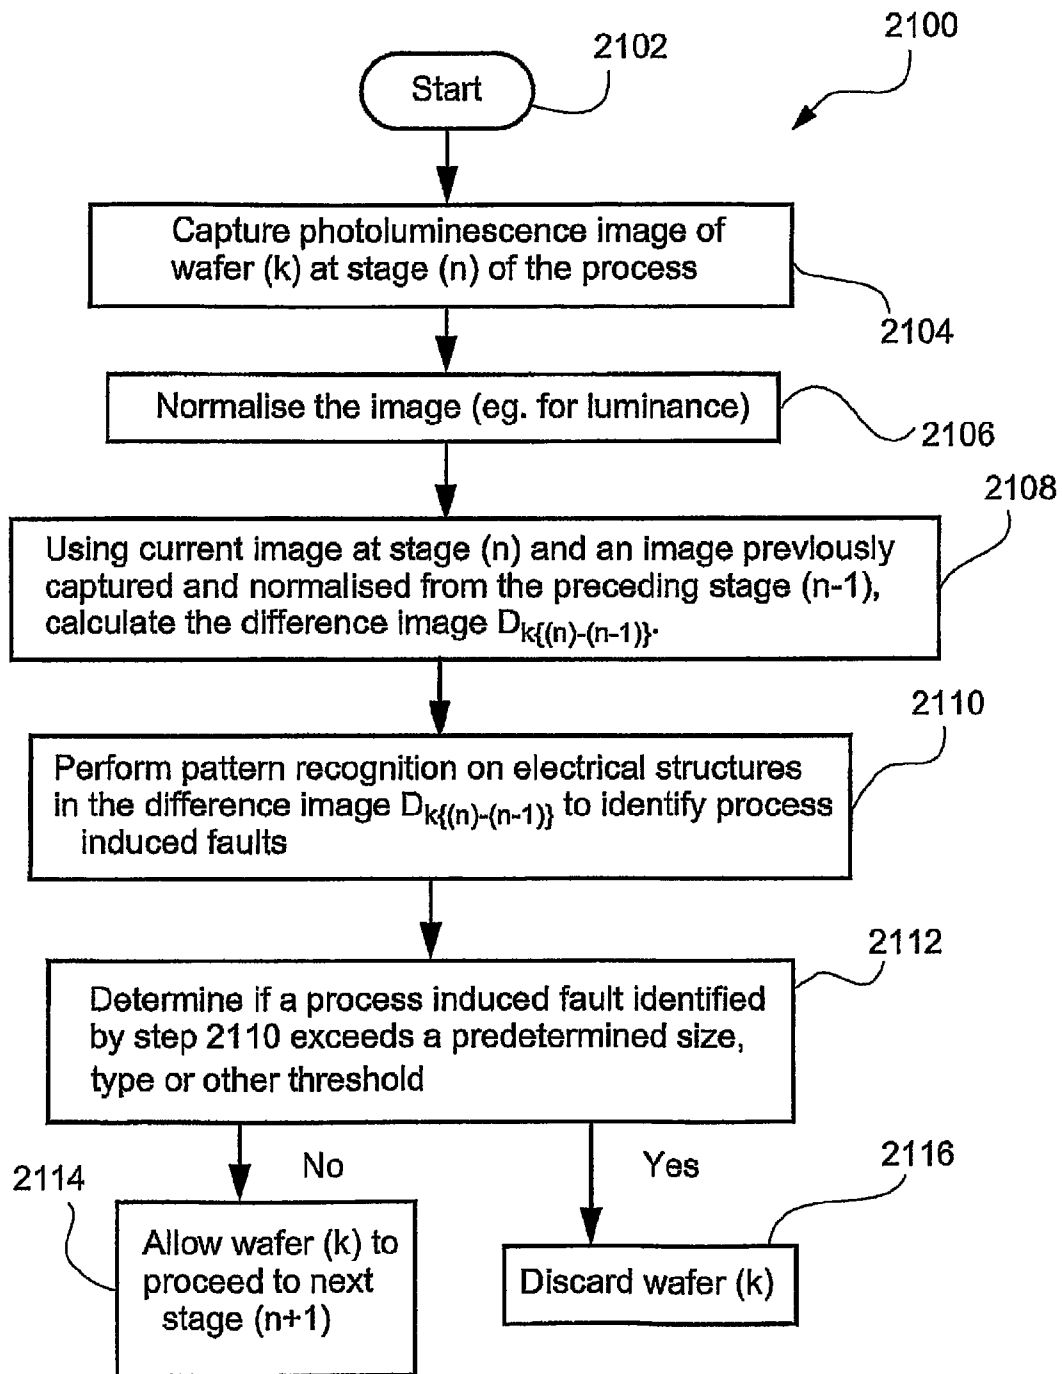 2100
2102
Start
Capture photoluminescence image of
wafer (k) at stage (n) of the process
2104
Normalise the image (eg. for luminance)
2106
2108
Using current image at stage (n) and an image previously
captured and normalised from the preceding stage (n-1),
calculate the difference image Dk{(n)-(n-1)}.
2110
Perform pattern recognition on electrical structures
in the difference image Dk{(n)-(n-1)} to identify process
induced faults
2112
Determine if a process induced fault identified
by step 2110 exceeds a predetermined size,
type or other threshold
No
Yes
2114
2116
Allow wafer (k) to
proceed to next
stage (n+1)
Discard wafer (k)